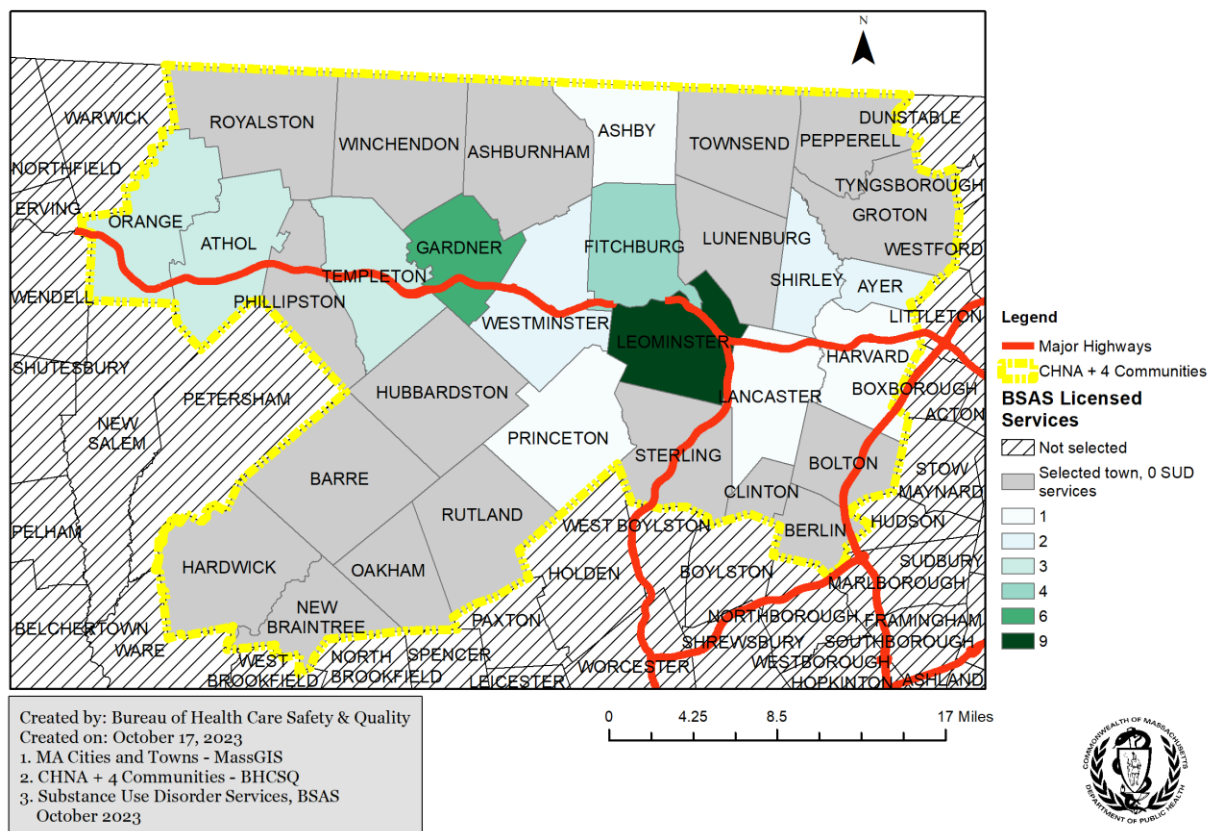 N
WARWICK
ROYALSTON
WINCHENDON
ASHBURNHAM
ASHBY
TOWNSEND
PEPPERELL
DUNSTABLE
NORTHFIELD
TYNGSBOROUGH
ERVING
ORANGE
ATHOL
GARDNER
FITCHBURG
LUNENBURG
GROTON
WESTFORD
TEMPLETON
SHIRLEY
AYER
WENDELL
PHILLIPSTON
WESTMINSTER
LITTLETON
LEOMINSTER
HARVARD
SHUTESBURY
PETERSHAM
HUBBARDSTON
LANCASTER
BOXBOROUGH
ACTON
NEW
SALEM
PRINCETON
BARRE
STERLING
BOLTON
STOW
CLINTON
MAYNARD
PELHAM
RUTLAND
WEST BOYLSTON
BERLIN
HUDSON
SUDBURY
HARDWICK
OAKHAM
HOLDEN
BOYLSTON
MARLBOROUGH
NEW
BRAINTREE
PAXTON
NORTHBOROUGH
FRAMINGHAM
BELCHERTOWN
WARE
SHREWSBURY
SOUTHBOROUGH
WEST
BROOKFIELD
NORTH
BROOKFIELD
SPENCER
LEICESTER
WORCESTER
WESTBOROUGH
HOPKINTON
ASHLAND
Legend
Major Highways
CHNA + 4 Communities
BSAS Licensed
Services
Not selected
Selected town, 0 SUD
services
1
2
3
4
6
9
Created by: Bureau of Health Care Safety & Quality
Created on: October 17, 2023
1. MA Cities and Towns - MassGIS
2. CHNA + 4 Communities - BHCSQ
3. Substance Use Disorder Services, BSAS
October 2023
0 4.25 8.5 17 Miles
COMMONWEALTH OF MASSACHUSETTS
DEPARTMENT OF PUBLIC HEALTH